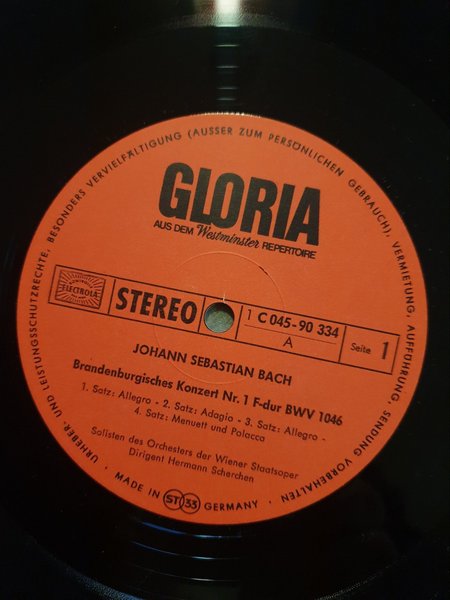 URHEBER- UND LEISTUNGSSCHUTZRECHTE, BESONDERS VERVIELFÄLTIGUNG (AUSSER ZUM PERSÖNLICHEN GEBRAUCH), VERMIETUNG, AUFFÜHRUNG, SENDUNG VORBEHALTEN
GLORIA
AUS DEM Westminster REPERTOIRE
ELECTROLA
STEREO
1 C 045-90 334
A
Seite 1
JOHANN SEBASTIAN BACH
Brandenburgisches Konzert Nr. 1 F-dur BWV 1046
1. Satz: Allegro - 2. Satz: Adagio - 3. Satz: Allegro -
4. Satz: Menuett und Polacca
Solisten des Orchesters der Wiener Staatsoper
Dirigent Hermann Scherchen
MADE IN ST 33 GERMANY